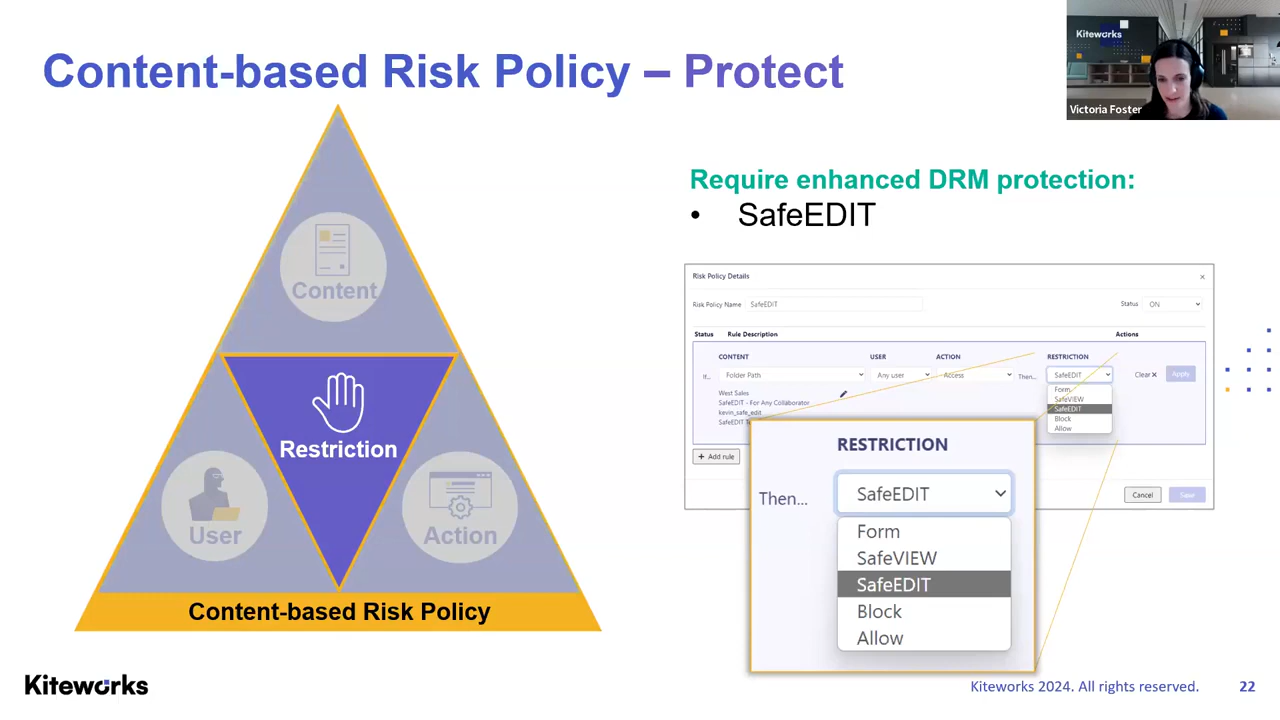 Content-based Risk Policy – Protect
Kiteworks
Victoria Foster
Content
Restriction
User
Action
Content-based Risk Policy
Require enhanced DRM protection:
• SafeEDIT
Risk Policy Details ×
Risk Policy Name SafeEDIT Status ON
Status Rule Description Actions
CONTENT USER ACTION RESTRICTION
If... Folder Path Any user Access Then... SafeEDIT Clear × Apply
Form
SafeVIEW
SafeEDIT
Block
Allow
West Sales
SafeEDIT - For Any Collaborator
kevin_safe_edit
SafeEDIT
+ Add rule
Cancel Save
RESTRICTION
Then... SafeEDIT
Form
SafeVIEW
SafeEDIT
Block
Allow
Kiteworks
Kiteworks 2024. All rights reserved. 22